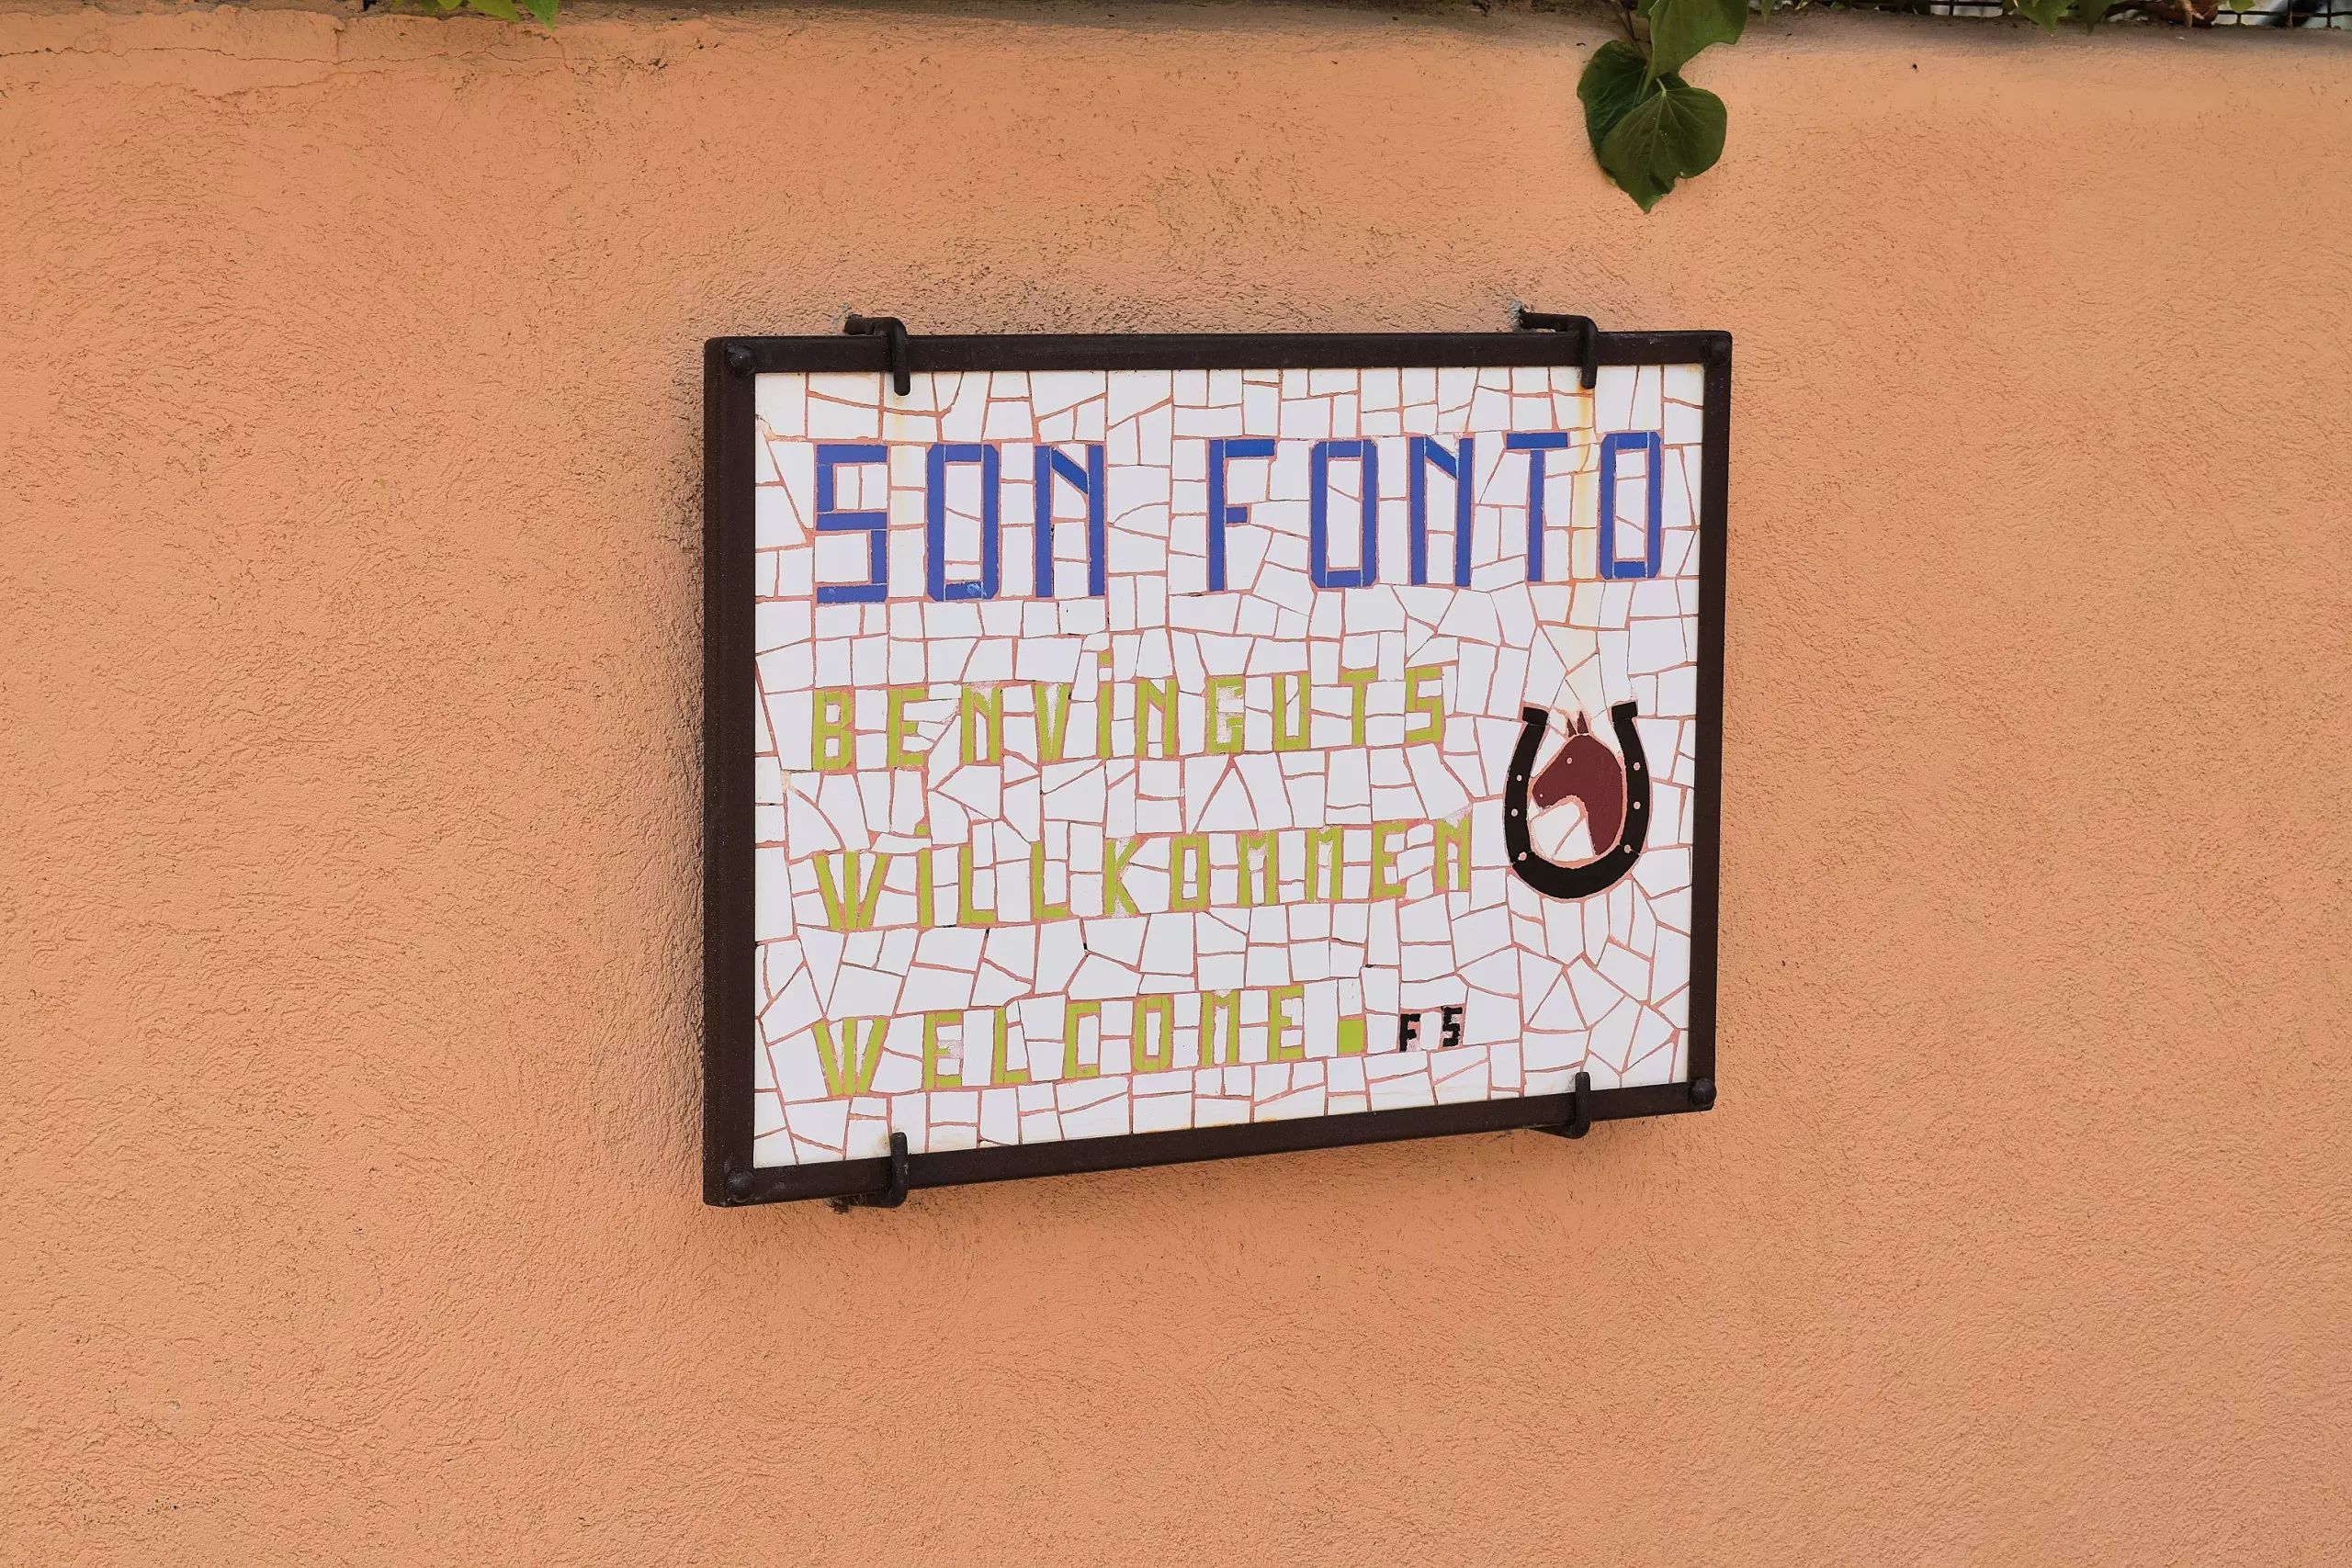 SON FONTO
BENViNGUTS
WiLLKOMMEN
WELCOME. FS